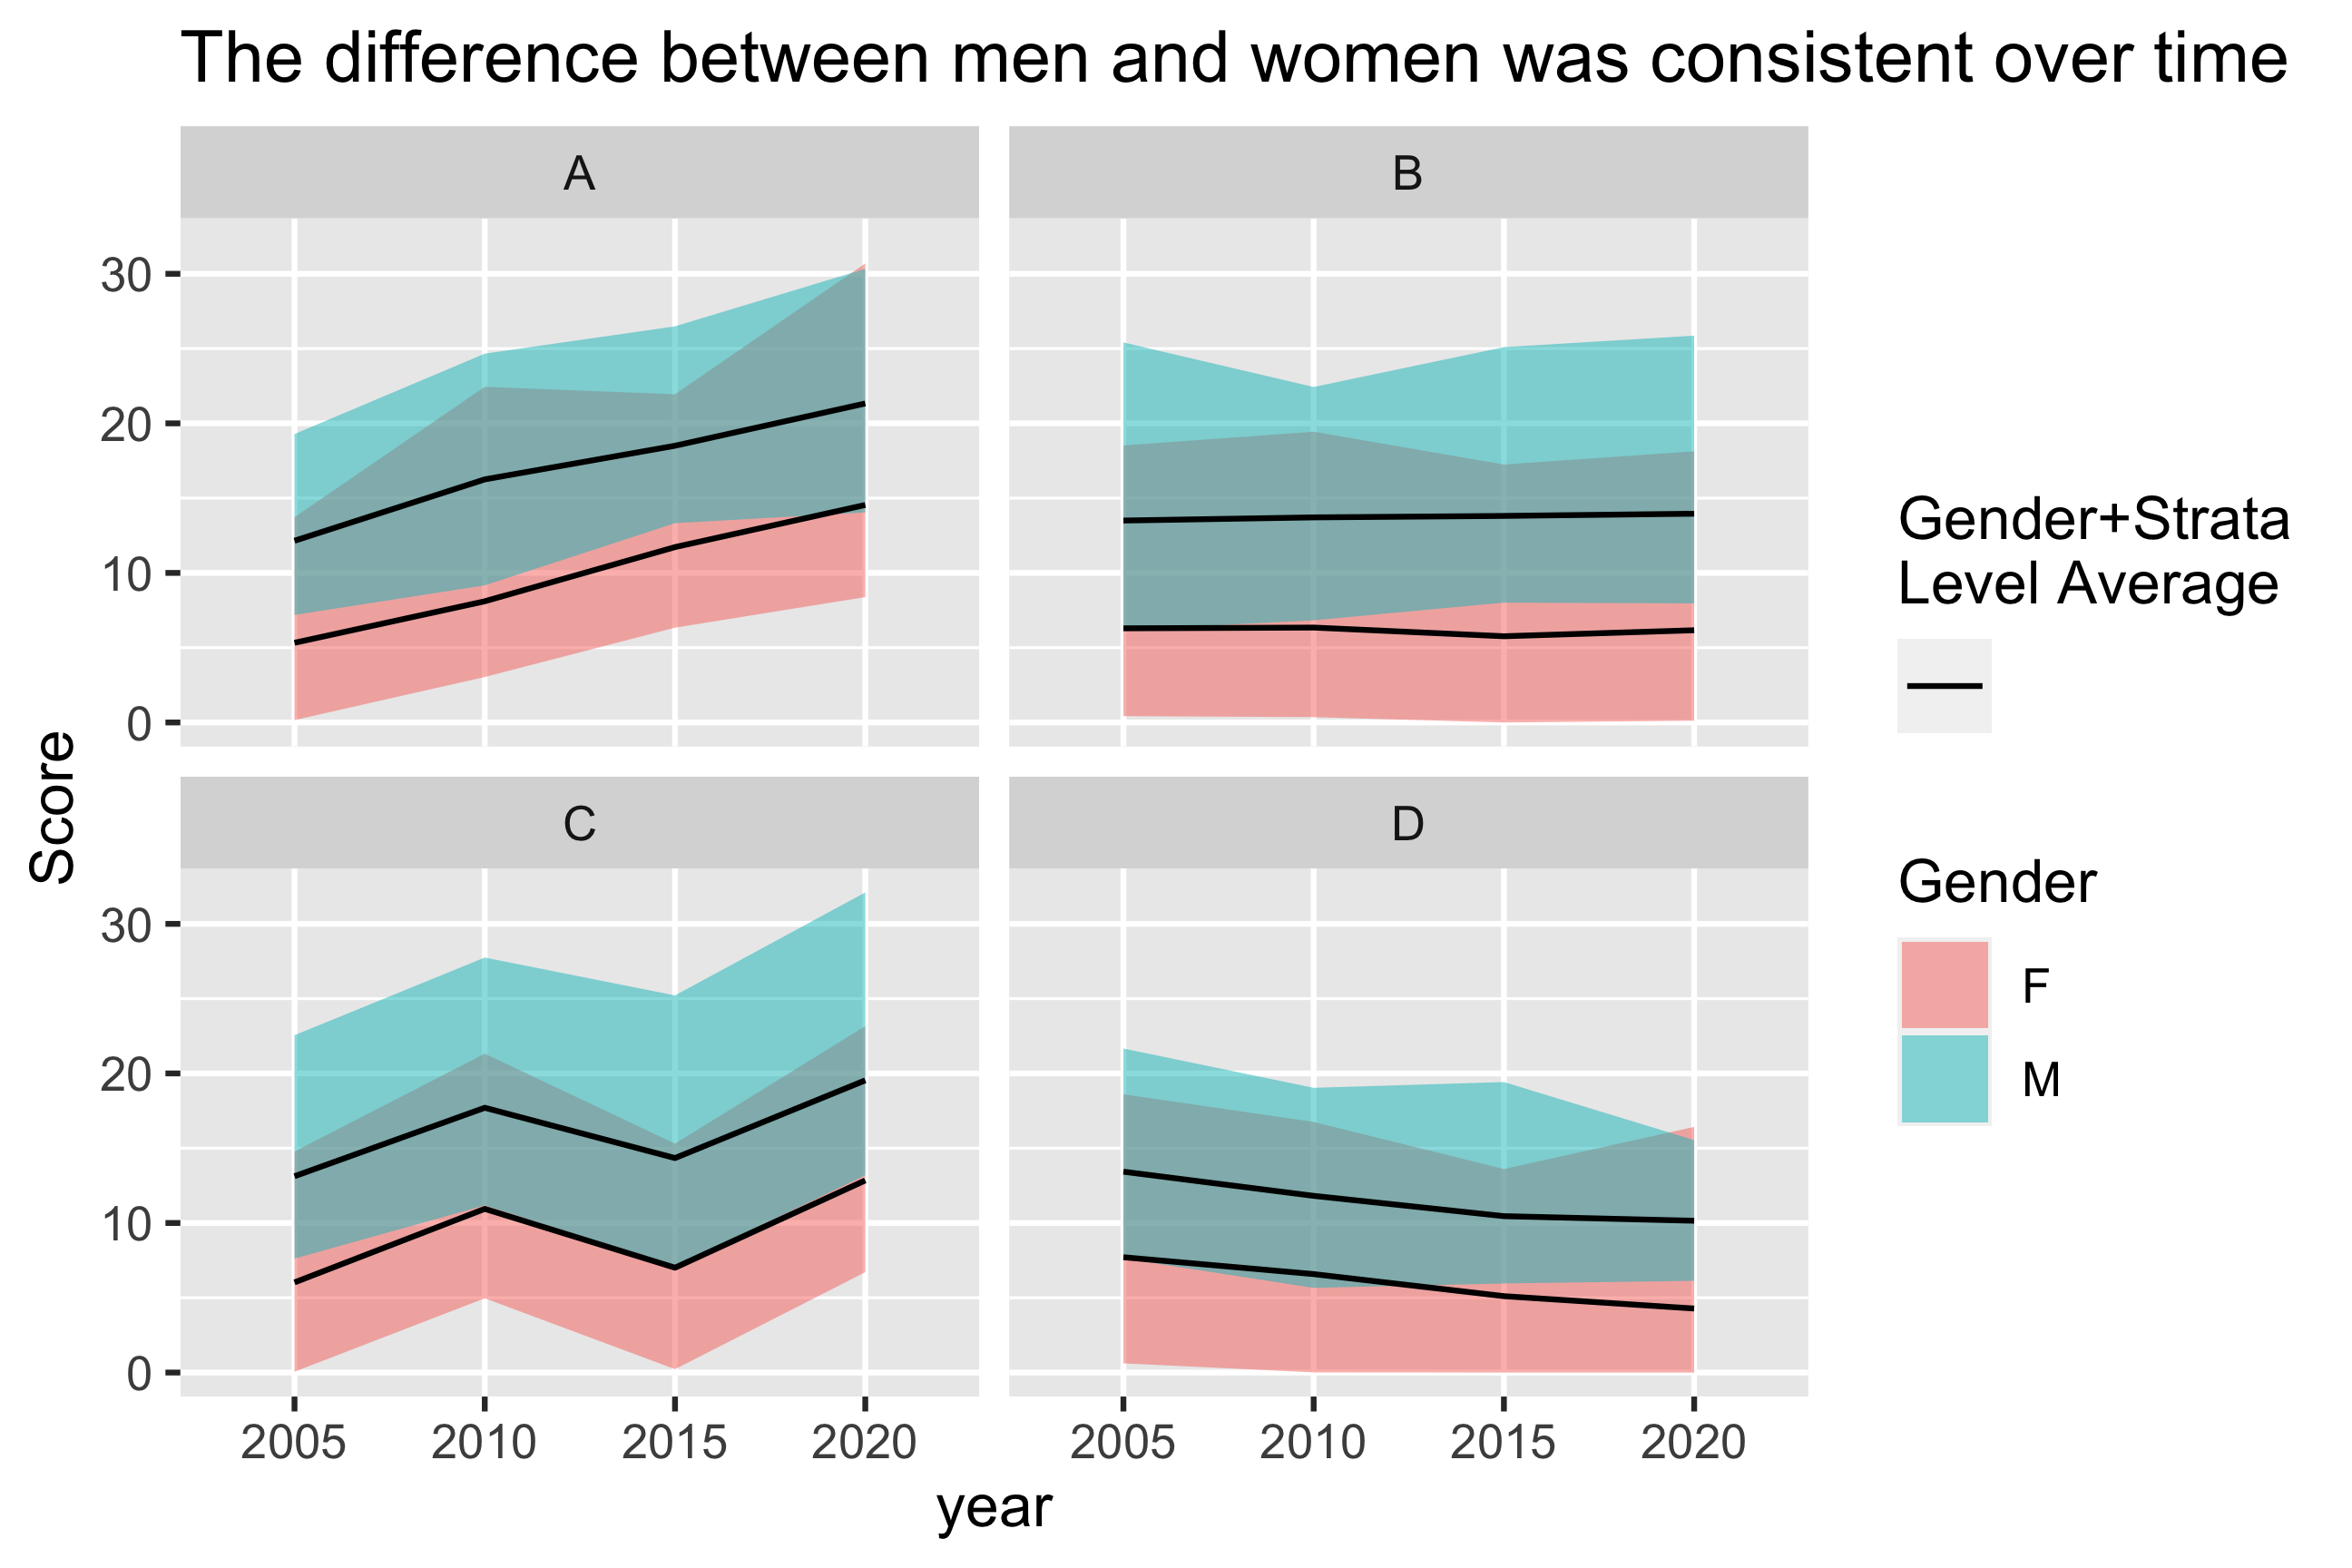 The difference between men and women was consistent over time
A
B
30
20
10
0
C
D
30
20
10
0
2005 2010 2015 2020
2005 2010 2015 2020
year
Score
Gender+Strata
Level Average
Gender
F
M